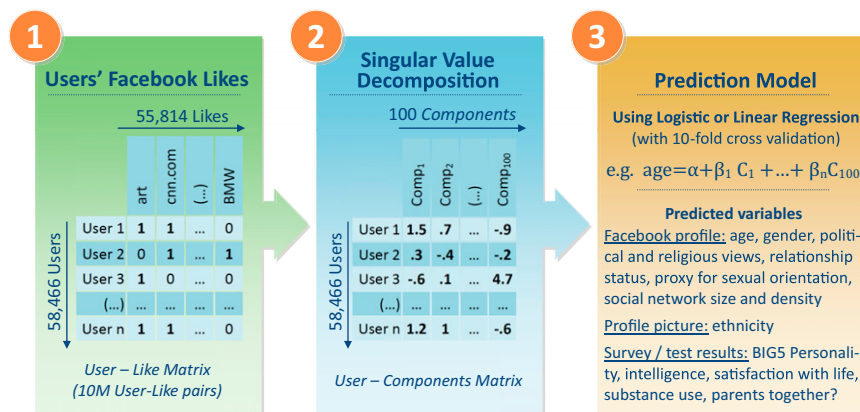 1
Users' Facebook Likes
55,814 Likes
art cnn.com (...) BMW
58,466 Users
User 1 1 1 ... 0
User 2 0 1 ... 1
User 3 1 0 ... 0
(...) ... ... ... ...
User n 1 1 ... 0
User – Like Matrix
(10M User-Like pairs)
2
Singular Value
Decomposition
100 Components
Comp₁ Comp₂ (...) Comp₁₀₀
58,466 Users
User 1 1.5 .7 ... -.9
User 2 .3 -.4 ... -.2
User 3 -.6 .1 ... 4.7
(...) ... ... ... ...
User n 1.2 1 ... -.6
User – Components Matrix
3
Prediction Model
Using Logistic or Linear Regression
(with 10-fold cross validation)
e.g. age=α+β₁ C₁ +...+ βₙC₁₀₀
Predicted variables
Facebook profile: age, gender, politi-
cal and religious views, relationship
status, proxy for sexual orientation,
social network size and density
Profile picture: ethnicity
Survey / test results: BIG5 Personali-
ty, intelligence, satisfaction with life,
substance use, parents together?